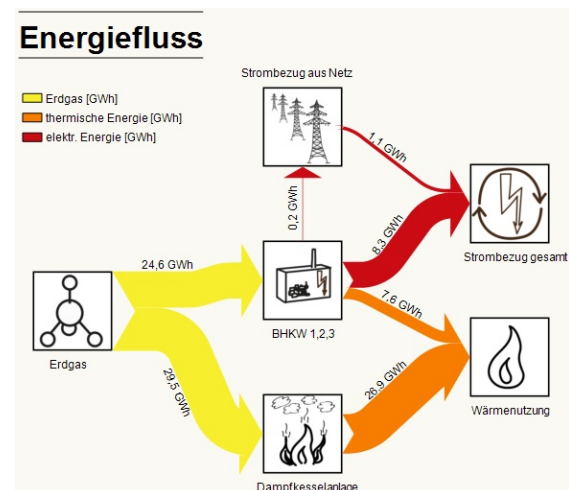 Energiefluss
Strombezug aus Netz
Erdgas [GWh]
thermische Energie [GWh]
elektr. Energie [GWh]
1,1 GWh
0,2 GWh
8,3 GWh
Strombezug gesamt
24,6 GWh
7,6 GWh
BHKW 1,2,3
Erdgas
29,5 GWh
26,9 GWh
Wärmenutzung
Dampfkesselanlage